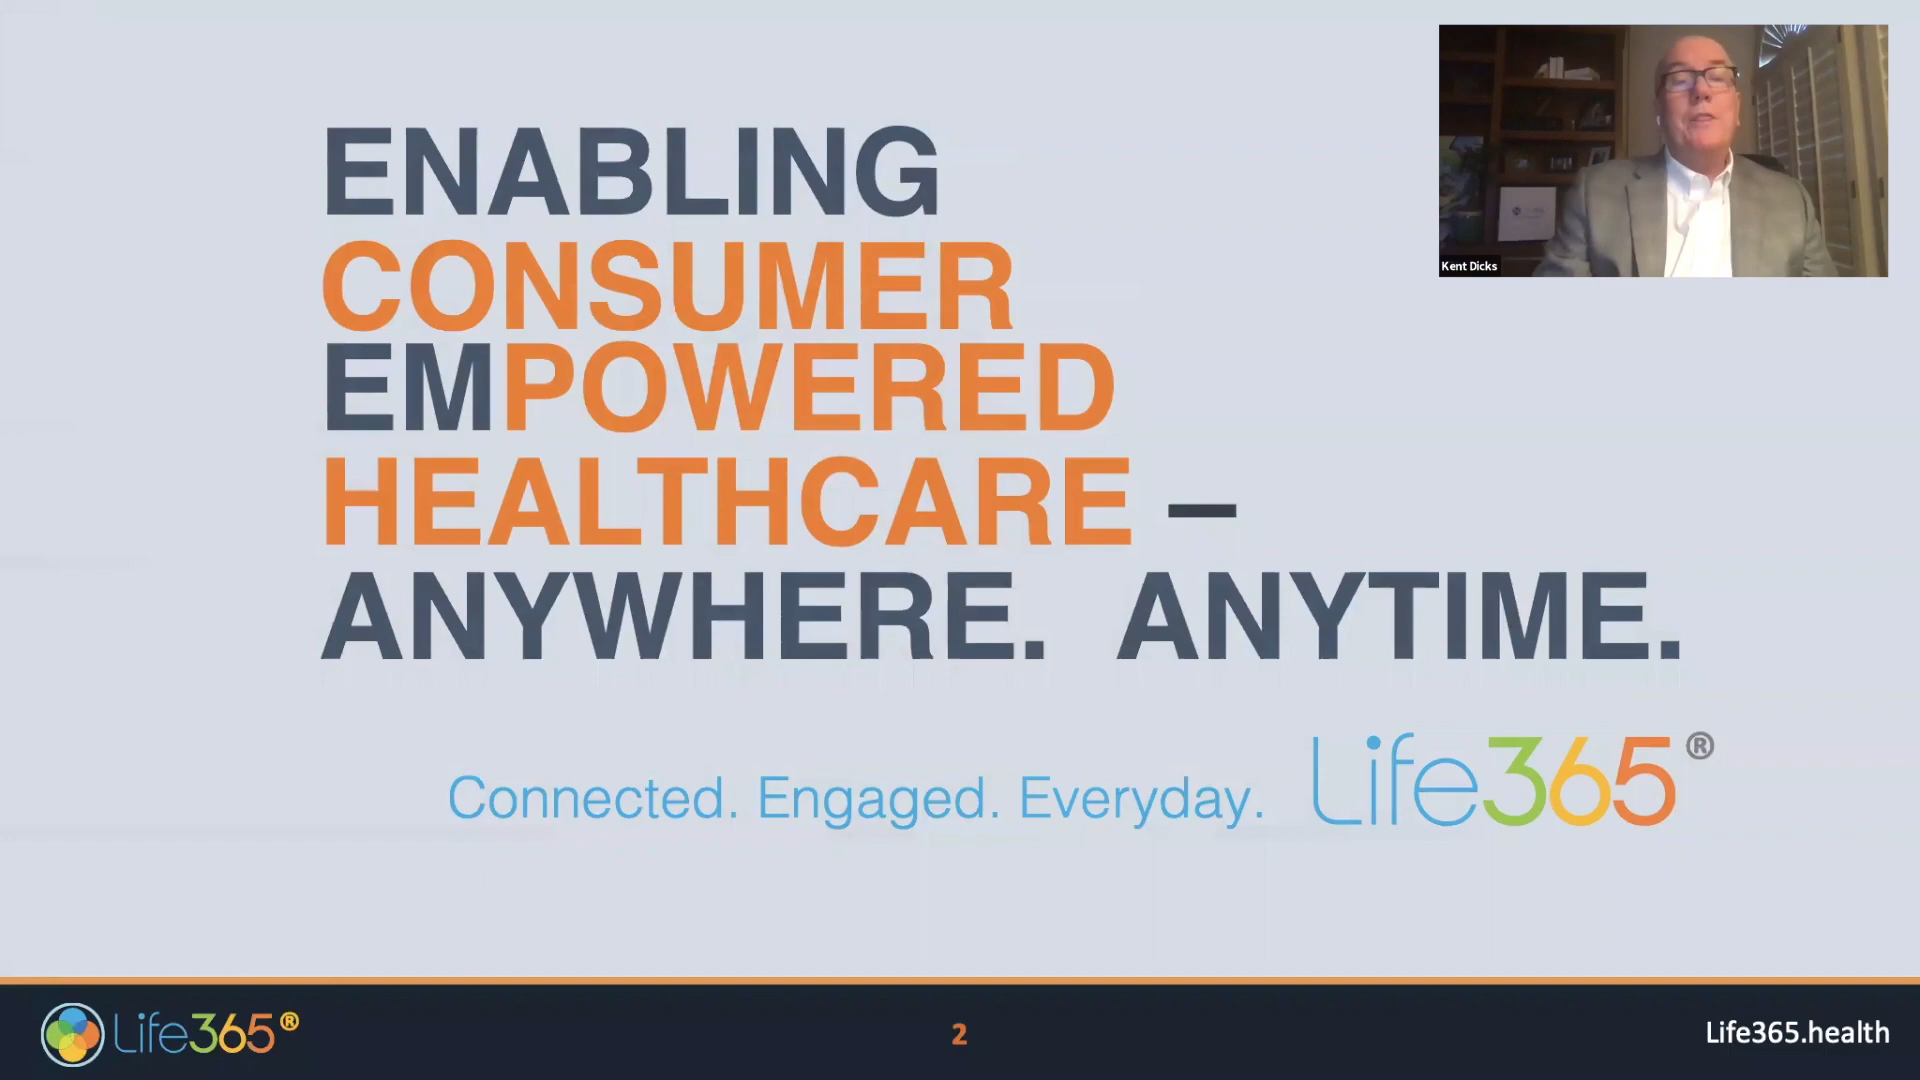 ENABLING
CONSUMER
EMPOWERED
HEALTHCARE –
ANYWHERE. ANYTIME.
Connected. Engaged. Everyday. Life365®
Kent Dicks
Life365®
2
Life365.health